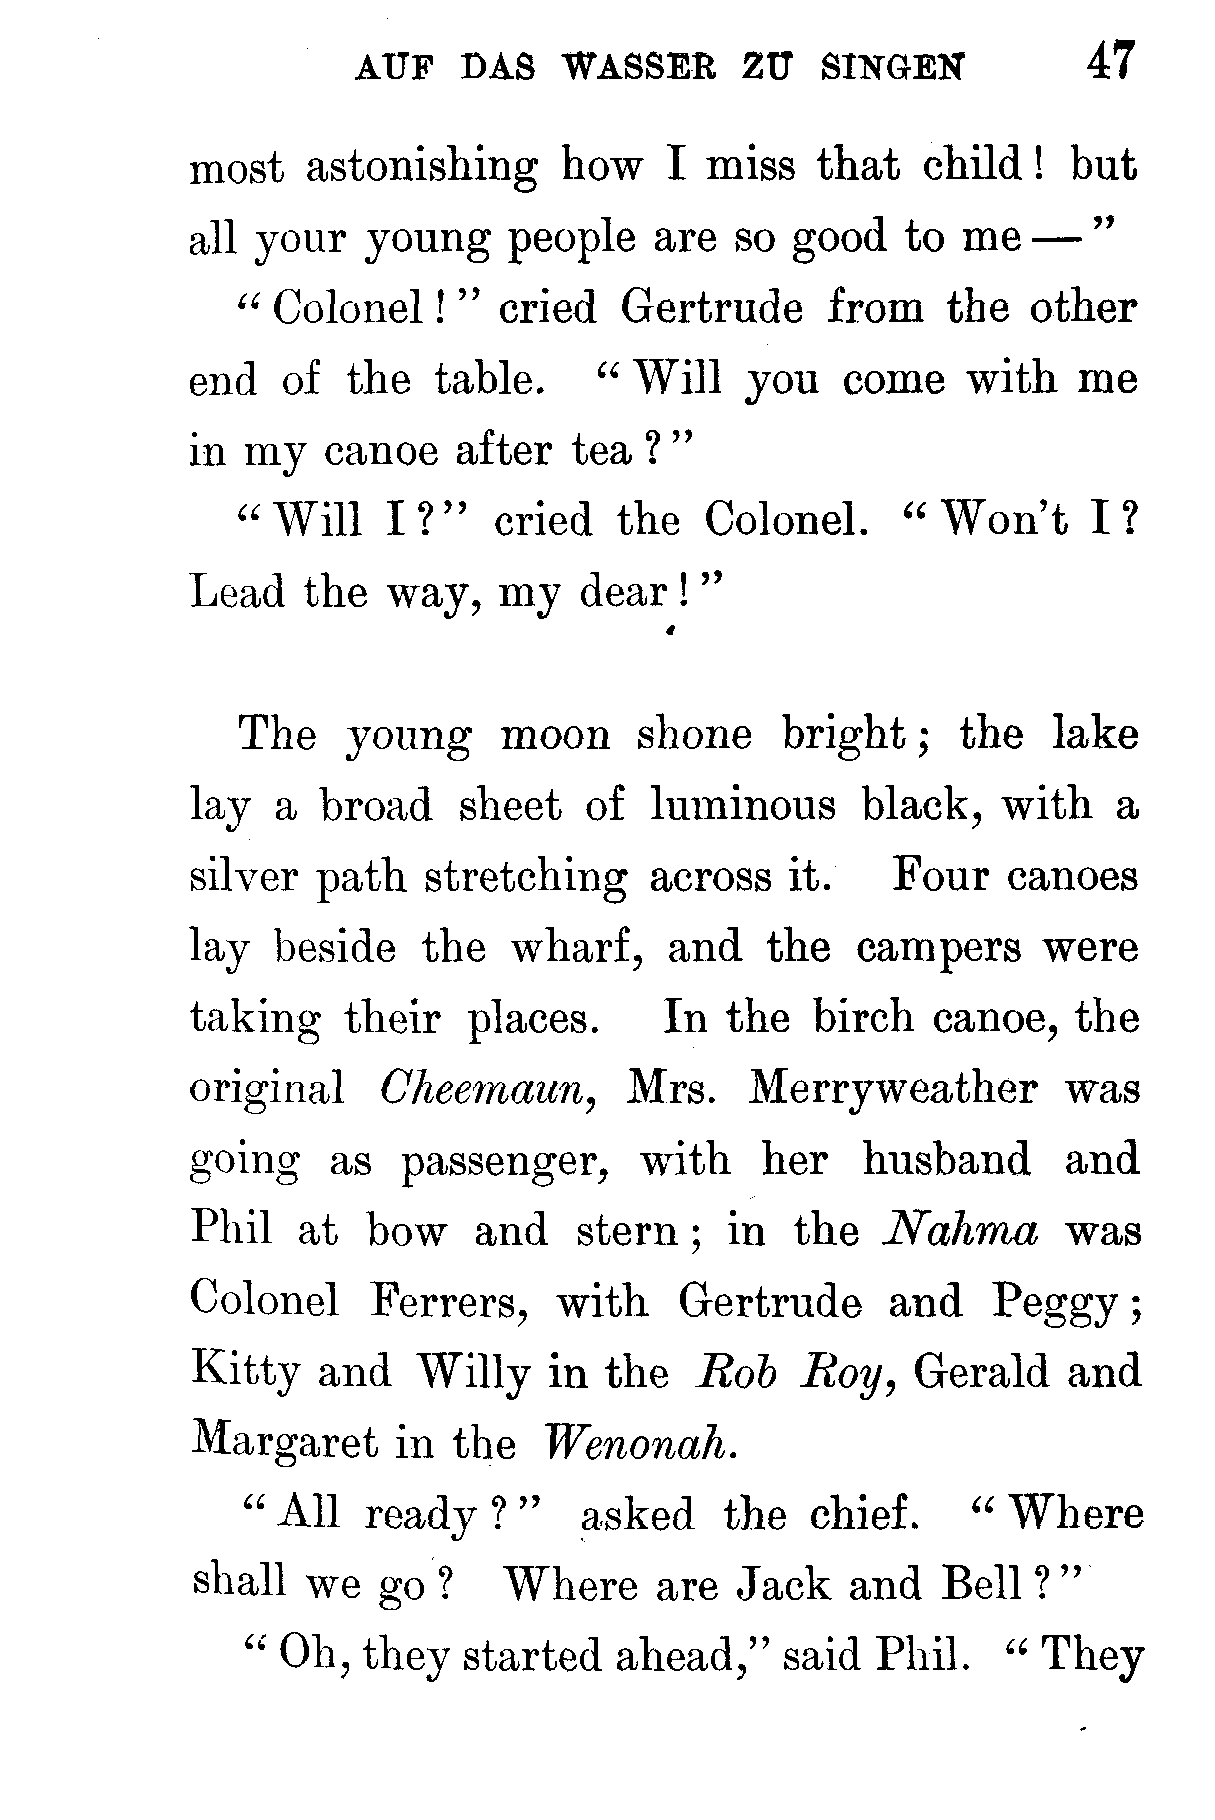 AUF DAS WASSER ZU SINGEN 47
most astonishing how I miss that child! but
all your young people are so good to me—”
“Colonel!” cried Gertrude from the other
end of the table. “Will you come with me
in my canoe after tea?”
“Will I?” cried the Colonel. “Won't I?
Lead the way, my dear!”
The young moon shone bright; the lake
lay a broad sheet of luminous black, with a
silver path stretching across it. Four canoes
lay beside the wharf, and the campers were
taking their places. In the birch canoe, the
original Cheemaun, Mrs. Merryweather was
going as passenger, with her husband and
Phil at bow and stern; in the Nahma was
Colonel Ferrers, with Gertrude and Peggy;
Kitty and Willy in the Rob Roy, Gerald and
Margaret in the Wenonah.
“All ready?” asked the chief. “Where
shall we go? Where are Jack and Bell?”
“Oh, they started ahead,” said Phil. “They